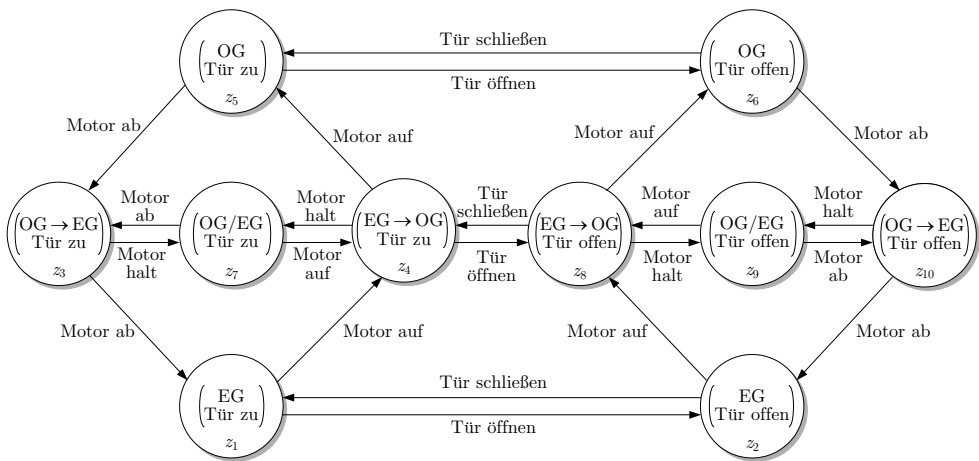 OG
Tür zu
z5
Tür schließen
Tür öffnen
OG
Tür offen
z6
Motor ab
Motor auf
Motor auf
Motor ab
(OG → EG)
Tür zu
z3
Motor
ab
Motor
halt
(OG/EG)
Tür zu
z7
Motor
halt
Motor
auf
(EG → OG)
Tür zu
z4
Tür
schließen
Tür
öffnen
(EG → OG)
Tür offen
z8
Motor
auf
Motor
halt
(OG/EG)
Tür offen
z9
Motor
halt
Motor
ab
(OG → EG)
Tür offen
z10
Motor ab
Motor auf
Motor auf
Motor ab
EG
Tür zu
z1
Tür schließen
Tür öffnen
EG
Tür offen
z2